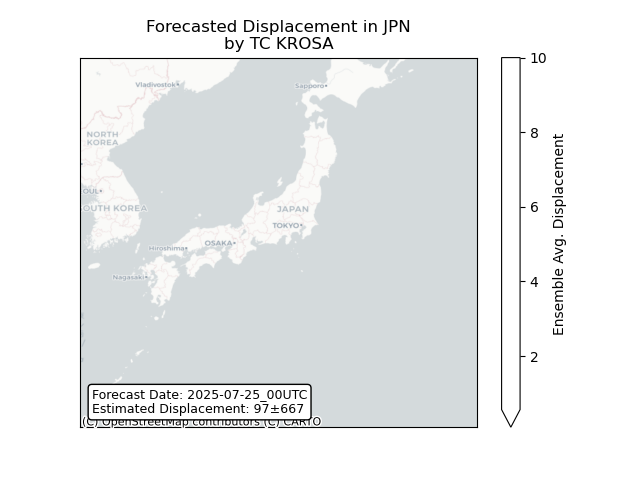 Forecasted Displacement in JPN
by TC KROSA
Vladivostok
Sapporo
NORTH
KOREA
OUL
SOUTH KOREA
JAPAN
TOKYO
OSAKA
Hiroshima
Nagasaki
Forecast Date: 2025-07-25_00UTC
Estimated Displacement: 97±667
(C) OpenStreetMap contributors (C) CARTO
10
8
6
4
2
Ensemble Avg. Displacement